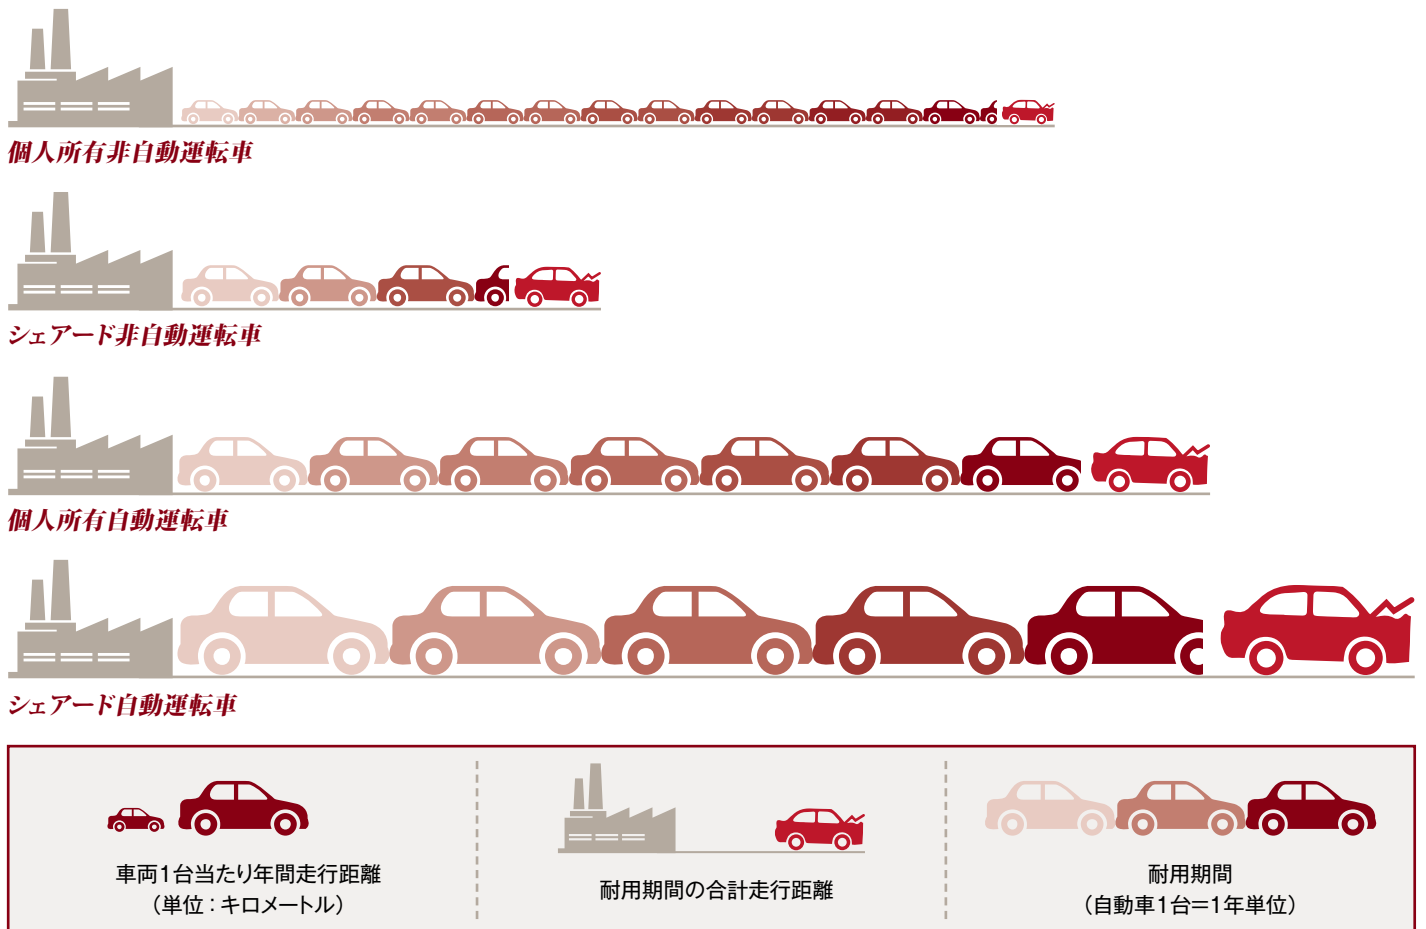 個人所有非自動運転車
シェアード非自動運転車
個人所有自動運転車
シェアード自動運転車
車両1台当たり年間走行距離
（単位：キロメートル）
耐用期間の合計走行距離
耐用期間
（自動車1台＝1年単位）